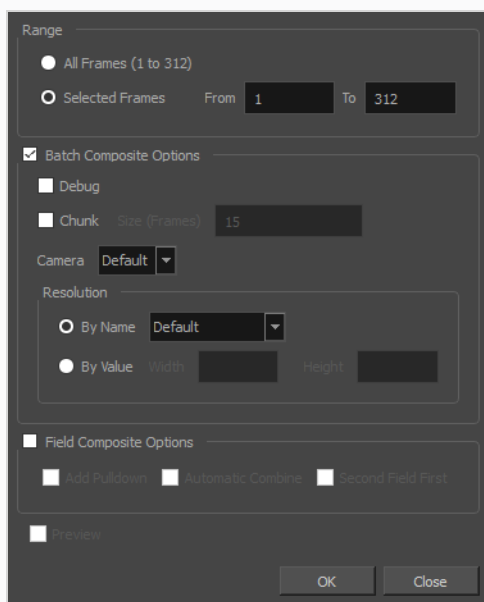 Range
All Frames (1 to 312)
Selected Frames From 1 To 312
Batch Composite Options
Debug
Chunk Size (Frames) 15
Camera Default
Resolution
By Name Default
By Value Width Height
Field Composite Options
Add Pulldown Automatic Combine Second Field First
Preview
OK Close